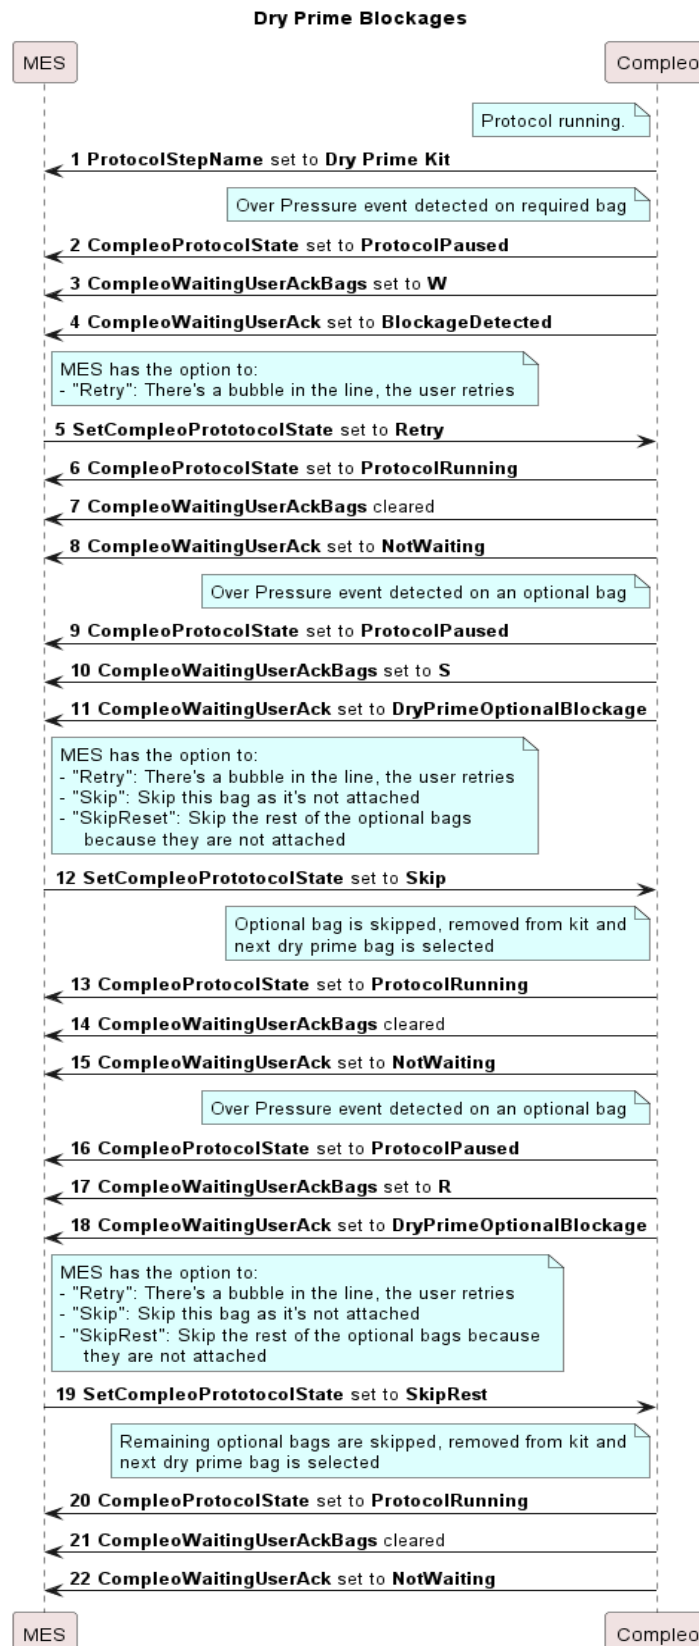 Dry Prime Blockages
MES
Compleo
Protocol running.
1 ProtocolStepName set to Dry Prime Kit
Over Pressure event detected on required bag
2 CompleoProtocolState set to ProtocolPaused
3 CompleoWaitingUserAckBags set to W
4 CompleoWaitingUserAck set to BlockageDetected
MES has the option to:
- "Retry": There's a bubble in the line, the user retries
5 SetCompleoPrototocolState set to Retry
6 CompleoProtocolState set to ProtocolRunning
7 CompleoWaitingUserAckBags cleared
8 CompleoWaitingUserAck set to NotWaiting
Over Pressure event detected on an optional bag
9 CompleoProtocolState set to ProtocolPaused
10 CompleoWaitingUserAckBags set to S
11 CompleoWaitingUserAck set to DryPrimeOptionalBlockage
MES has the option to:
- "Retry": There's a bubble in the line, the user retries
- "Skip": Skip this bag as it's not attached
- "SkipReset": Skip the rest of the optional bags
because they are not attached
12 SetCompleoPrototocolState set to Skip
Optional bag is skipped, removed from kit and
next dry prime bag is selected
13 CompleoProtocolState set to ProtocolRunning
14 CompleoWaitingUserAckBags cleared
15 CompleoWaitingUserAck set to NotWaiting
Over Pressure event detected on an optional bag
16 CompleoProtocolState set to ProtocolPaused
17 CompleoWaitingUserAckBags set to R
18 CompleoWaitingUserAck set to DryPrimeOptionalBlockage
MES has the option to:
- "Retry": There's a bubble in the line, the user retries
- "Skip": Skip this bag as it's not attached
- "SkipRest": Skip the rest of the optional bags because
they are not attached
19 SetCompleoPrototocolState set to SkipRest
Remaining optional bags are skipped, removed from kit and
next dry prime bag is selected
20 CompleoProtocolState set to ProtocolRunning
21 CompleoWaitingUserAckBags cleared
22 CompleoWaitingUserAck set to NotWaiting
MES
Compleo